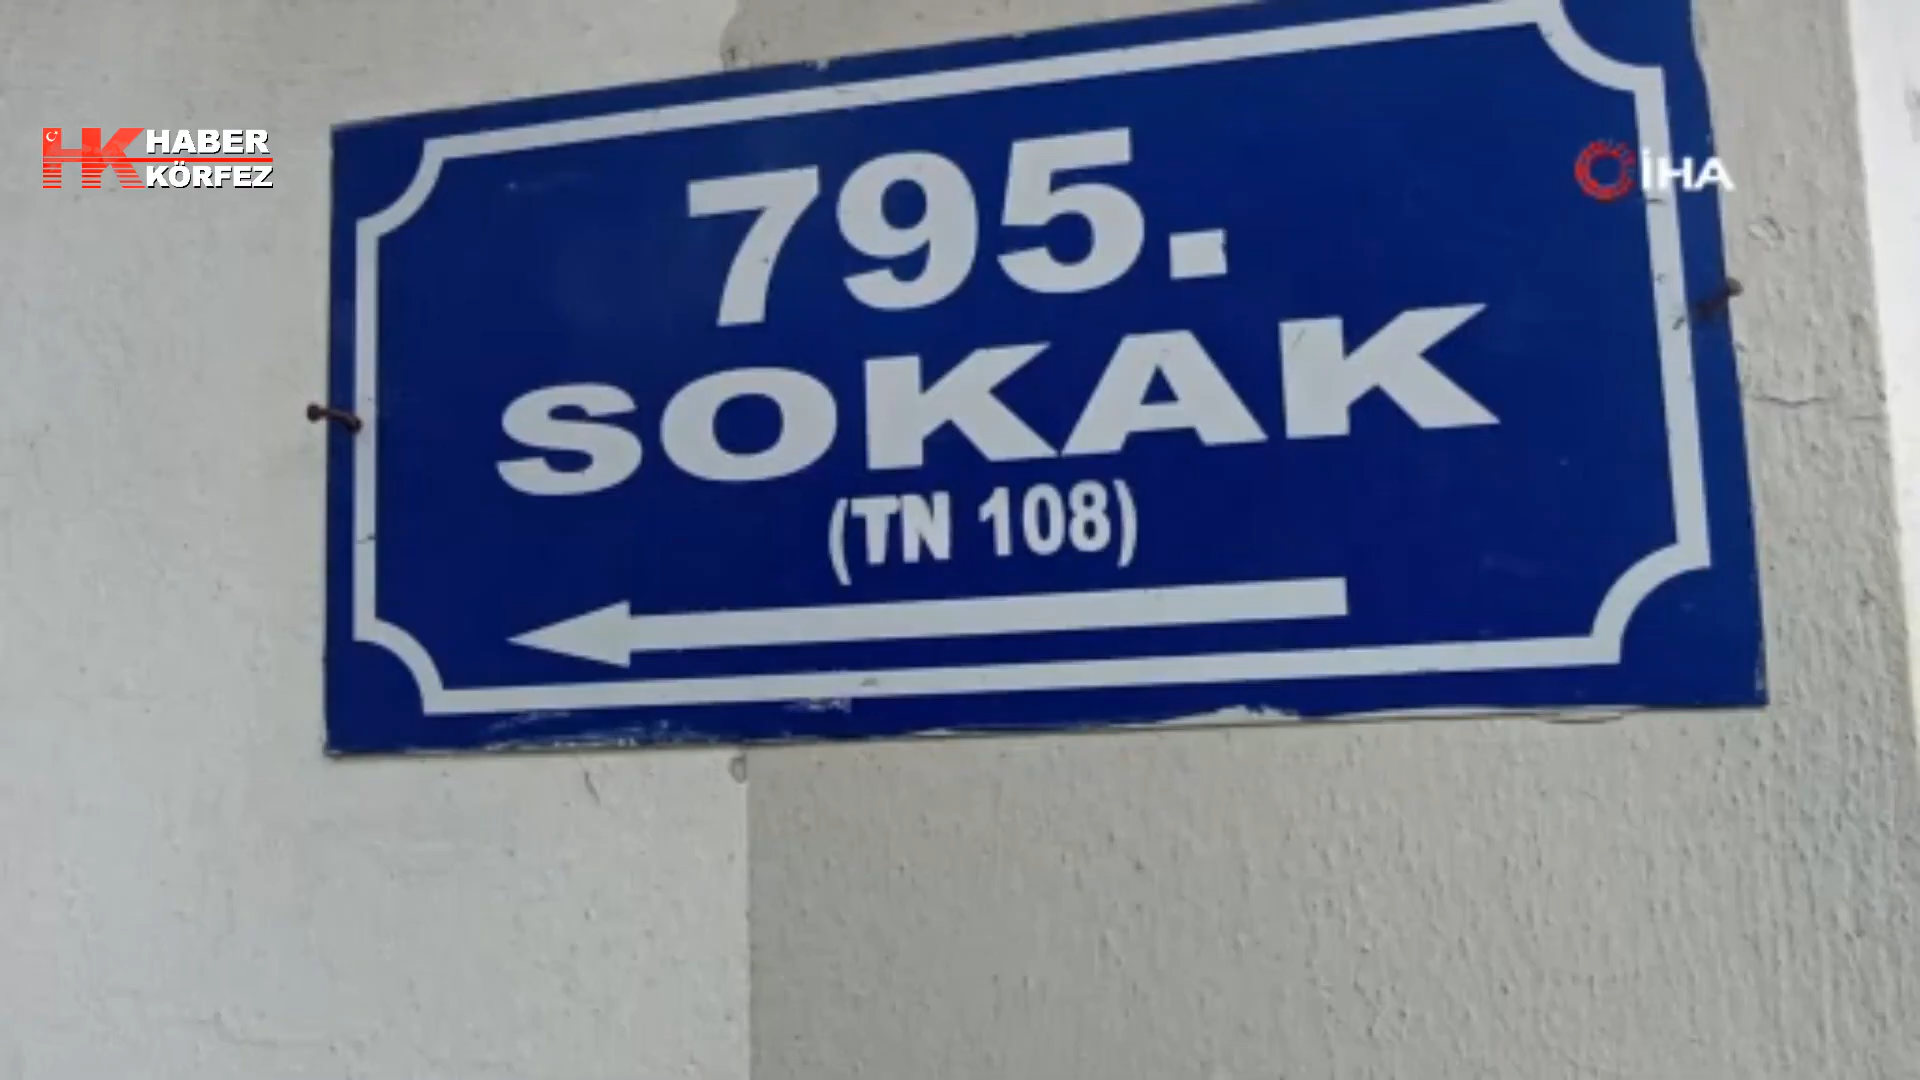 HABER
KÖRFEZ
HK
İHA
795.
SOKAK
(TN 108)